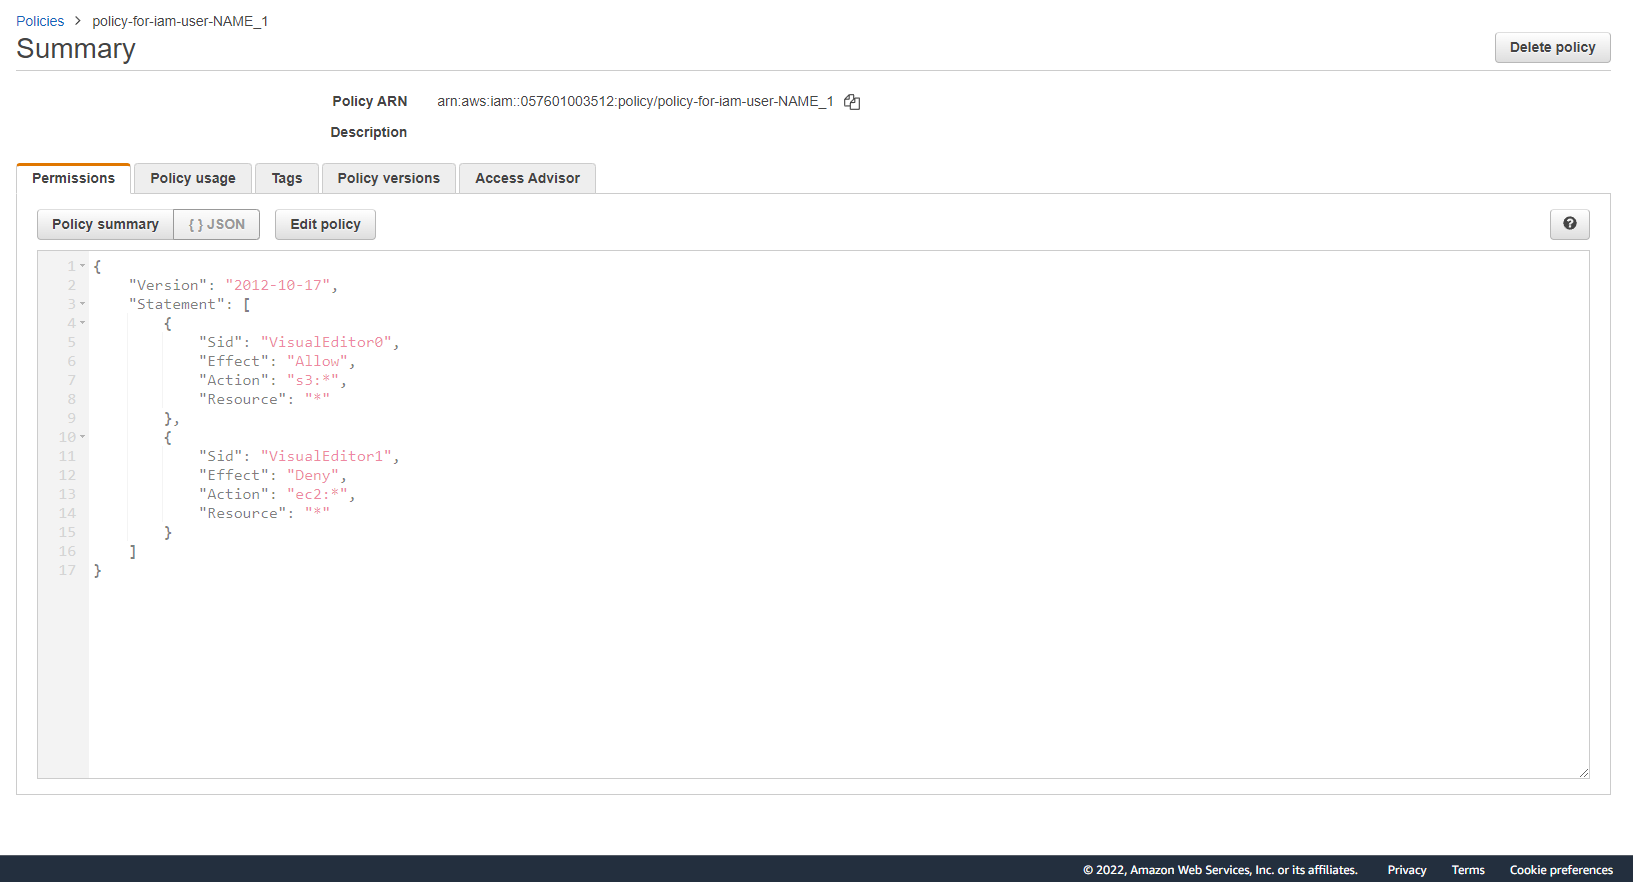 Policies > policy-for-iam-user-NAME_1
Summary
Delete policy
Policy ARN arn:aws:iam::057601003512:policy/policy-for-iam-user-NAME_1
Description
Permissions Policy usage Tags Policy versions Access Advisor
Policy summary { } JSON Edit policy ?
1 {
2 "Version": "2012-10-17",
3 "Statement": [
4 {
5 "Sid": "VisualEditor0",
6 "Effect": "Allow",
7 "Action": "s3:*",
8 "Resource": "*"
9 },
10 {
11 "Sid": "VisualEditor1",
12 "Effect": "Deny",
13 "Action": "ec2:*",
14 "Resource": "*"
15 }
16 ]
17 }
© 2022, Amazon Web Services, Inc. or its affiliates. Privacy Terms Cookie preferences